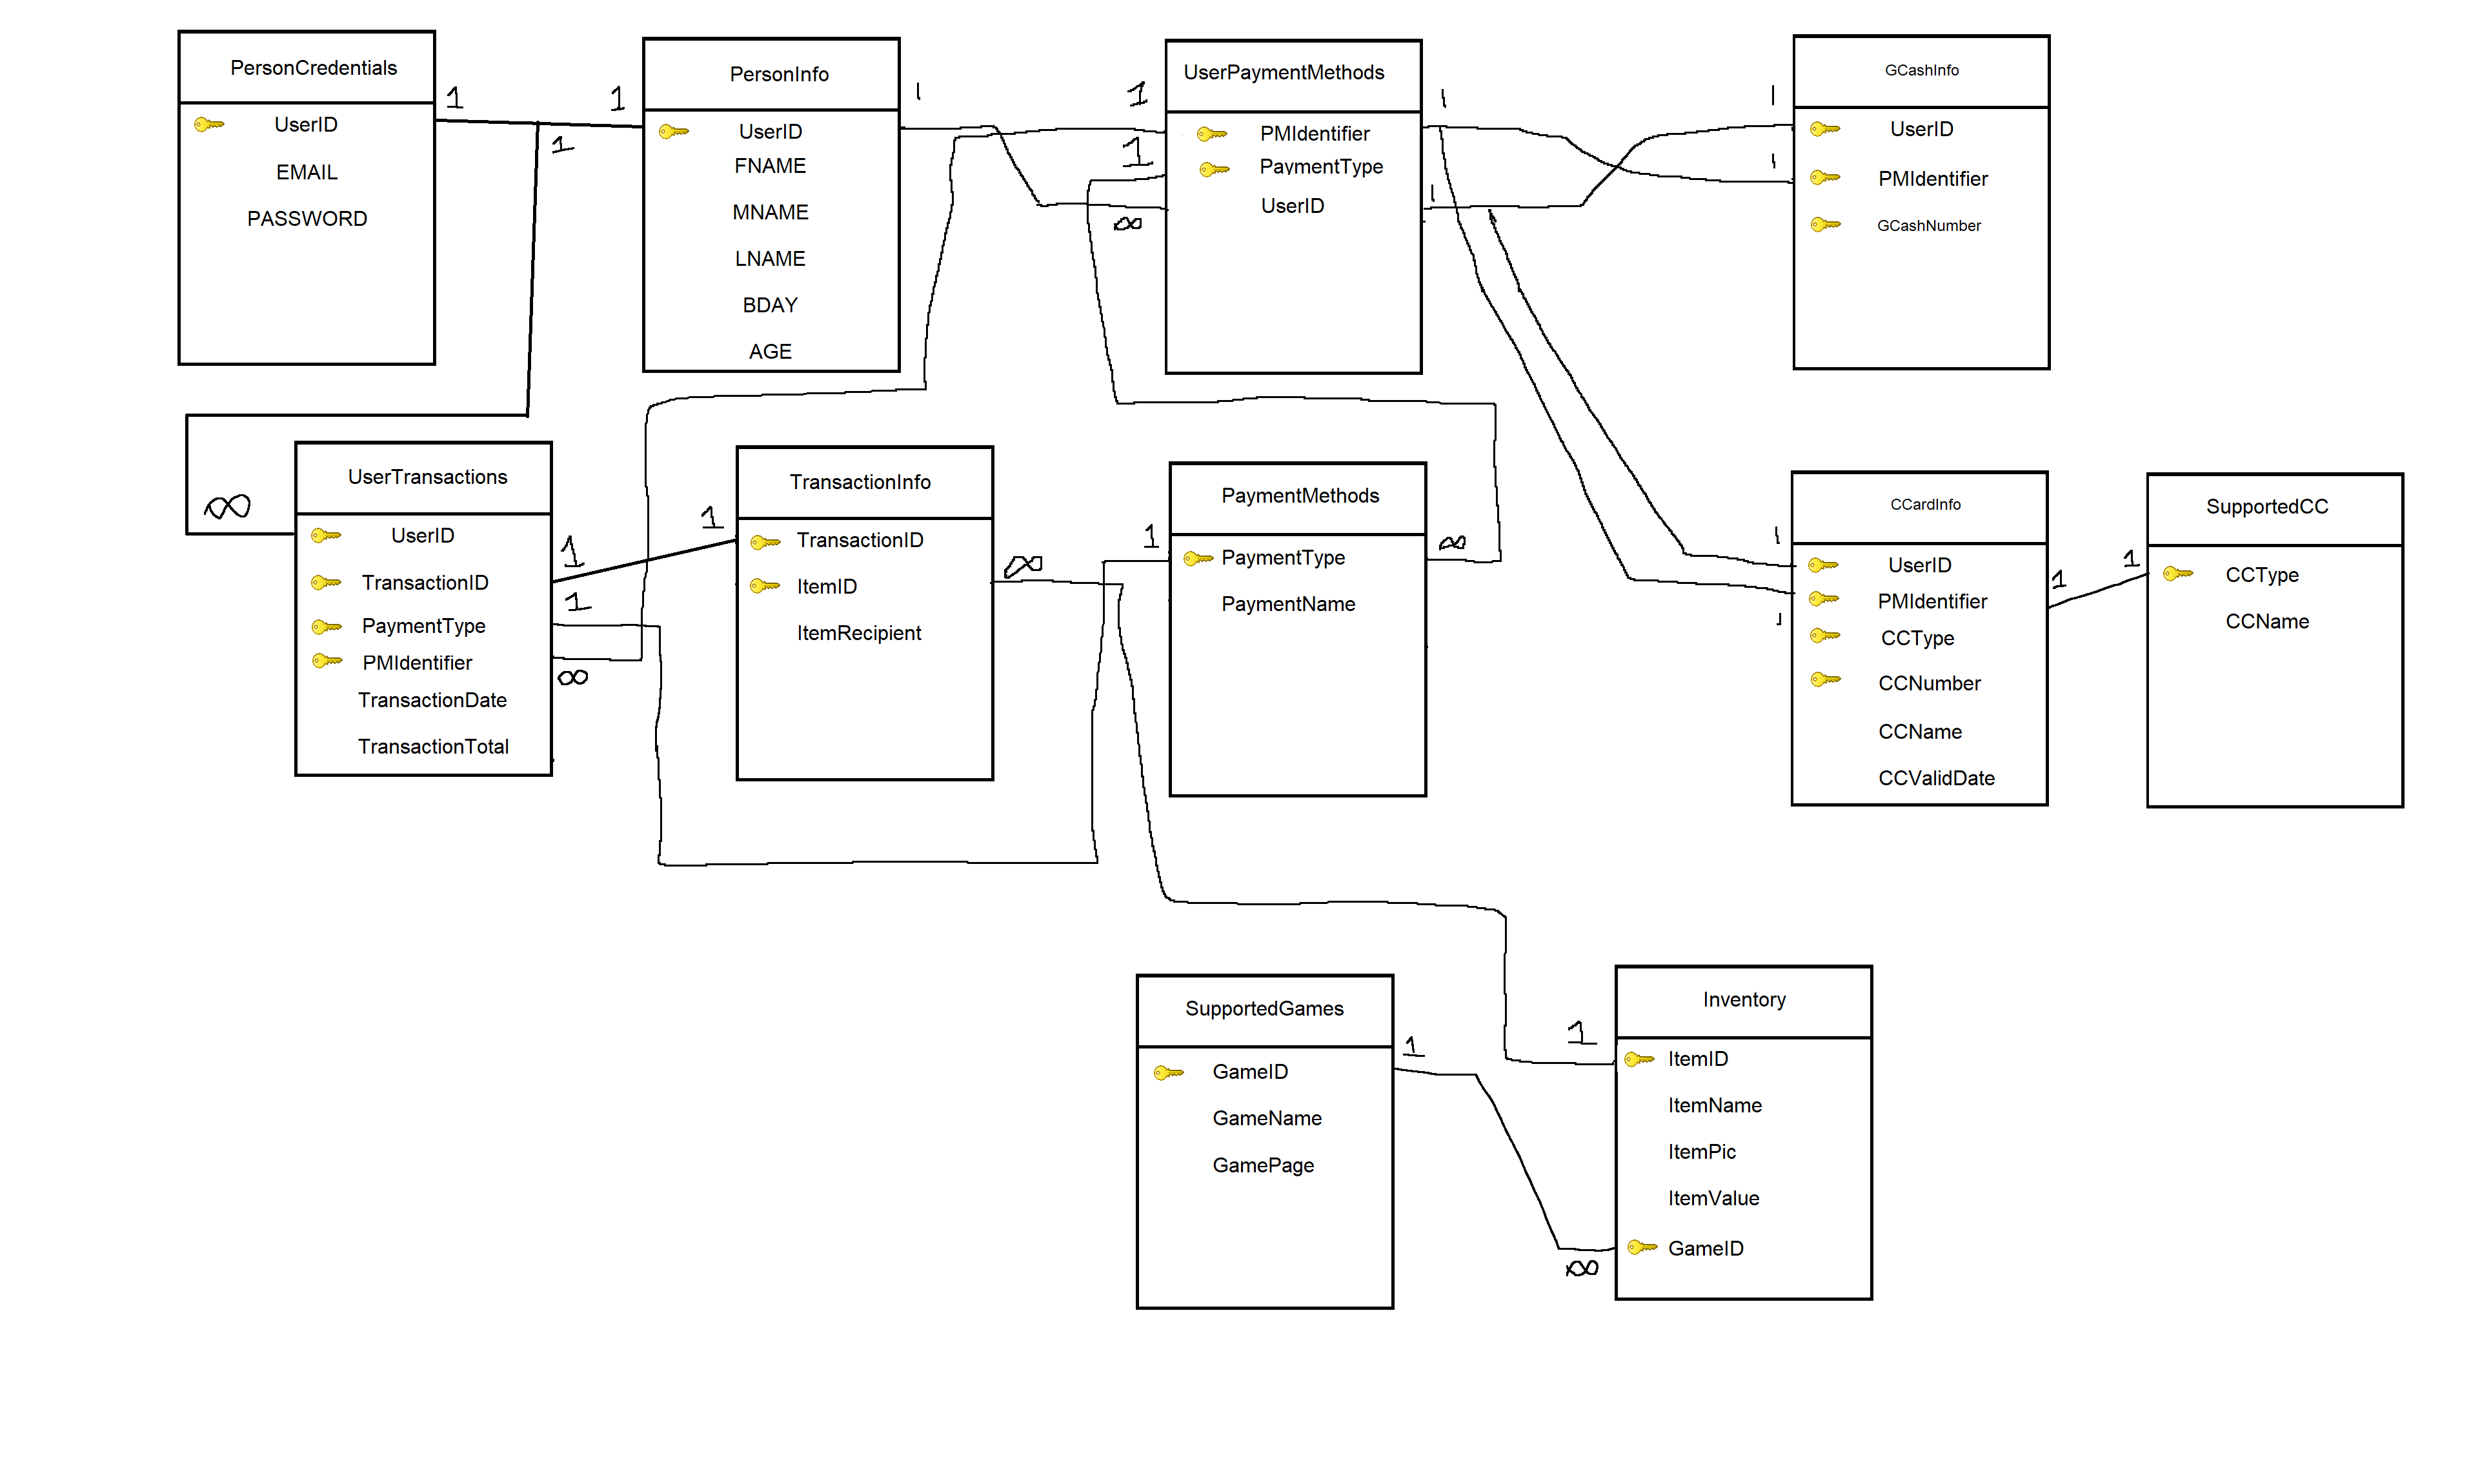 PersonCredentials
UserID
EMAIL
PASSWORD
1
1
1
PersonInfo
UserID
FNAME
MNAME
LNAME
BDAY
AGE
1
1
1
∞
UserPaymentMethods
PMIdentifier
PaymentType
UserID
1
1
1
1
GCashInfo
UserID
PMIdentifier
GCashNumber
∞
UserTransactions
UserID
TransactionID
PaymentType
PMIdentifier
TransactionDate
TransactionTotal
1
1
∞
1
TransactionInfo
TransactionID
ItemID
ItemRecipient
∞
1
PaymentMethods
PaymentType
PaymentName
∞
1
1
CCardInfo
UserID
PMIdentifier
CCType
CCNumber
CCName
CCValidDate
1
1
SupportedCC
CCType
CCName
SupportedGames
GameID
GameName
GamePage
1
1
∞
Inventory
ItemID
ItemName
ItemPic
ItemValue
GameID